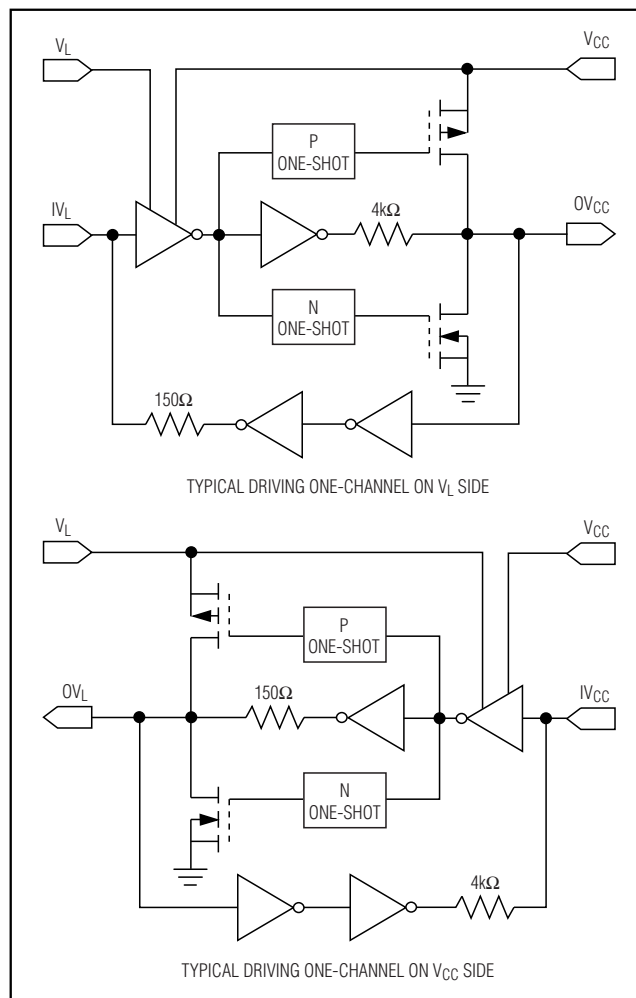 VL
VCC
P
ONE-SHOT
IVL
4kΩ
OVCC
N
ONE-SHOT
150Ω
TYPICAL DRIVING ONE-CHANNEL ON VL SIDE
VL
VCC
P
ONE-SHOT
OVL
150Ω
IVCC
N
ONE-SHOT
4kΩ
TYPICAL DRIVING ONE-CHANNEL ON VCC SIDE